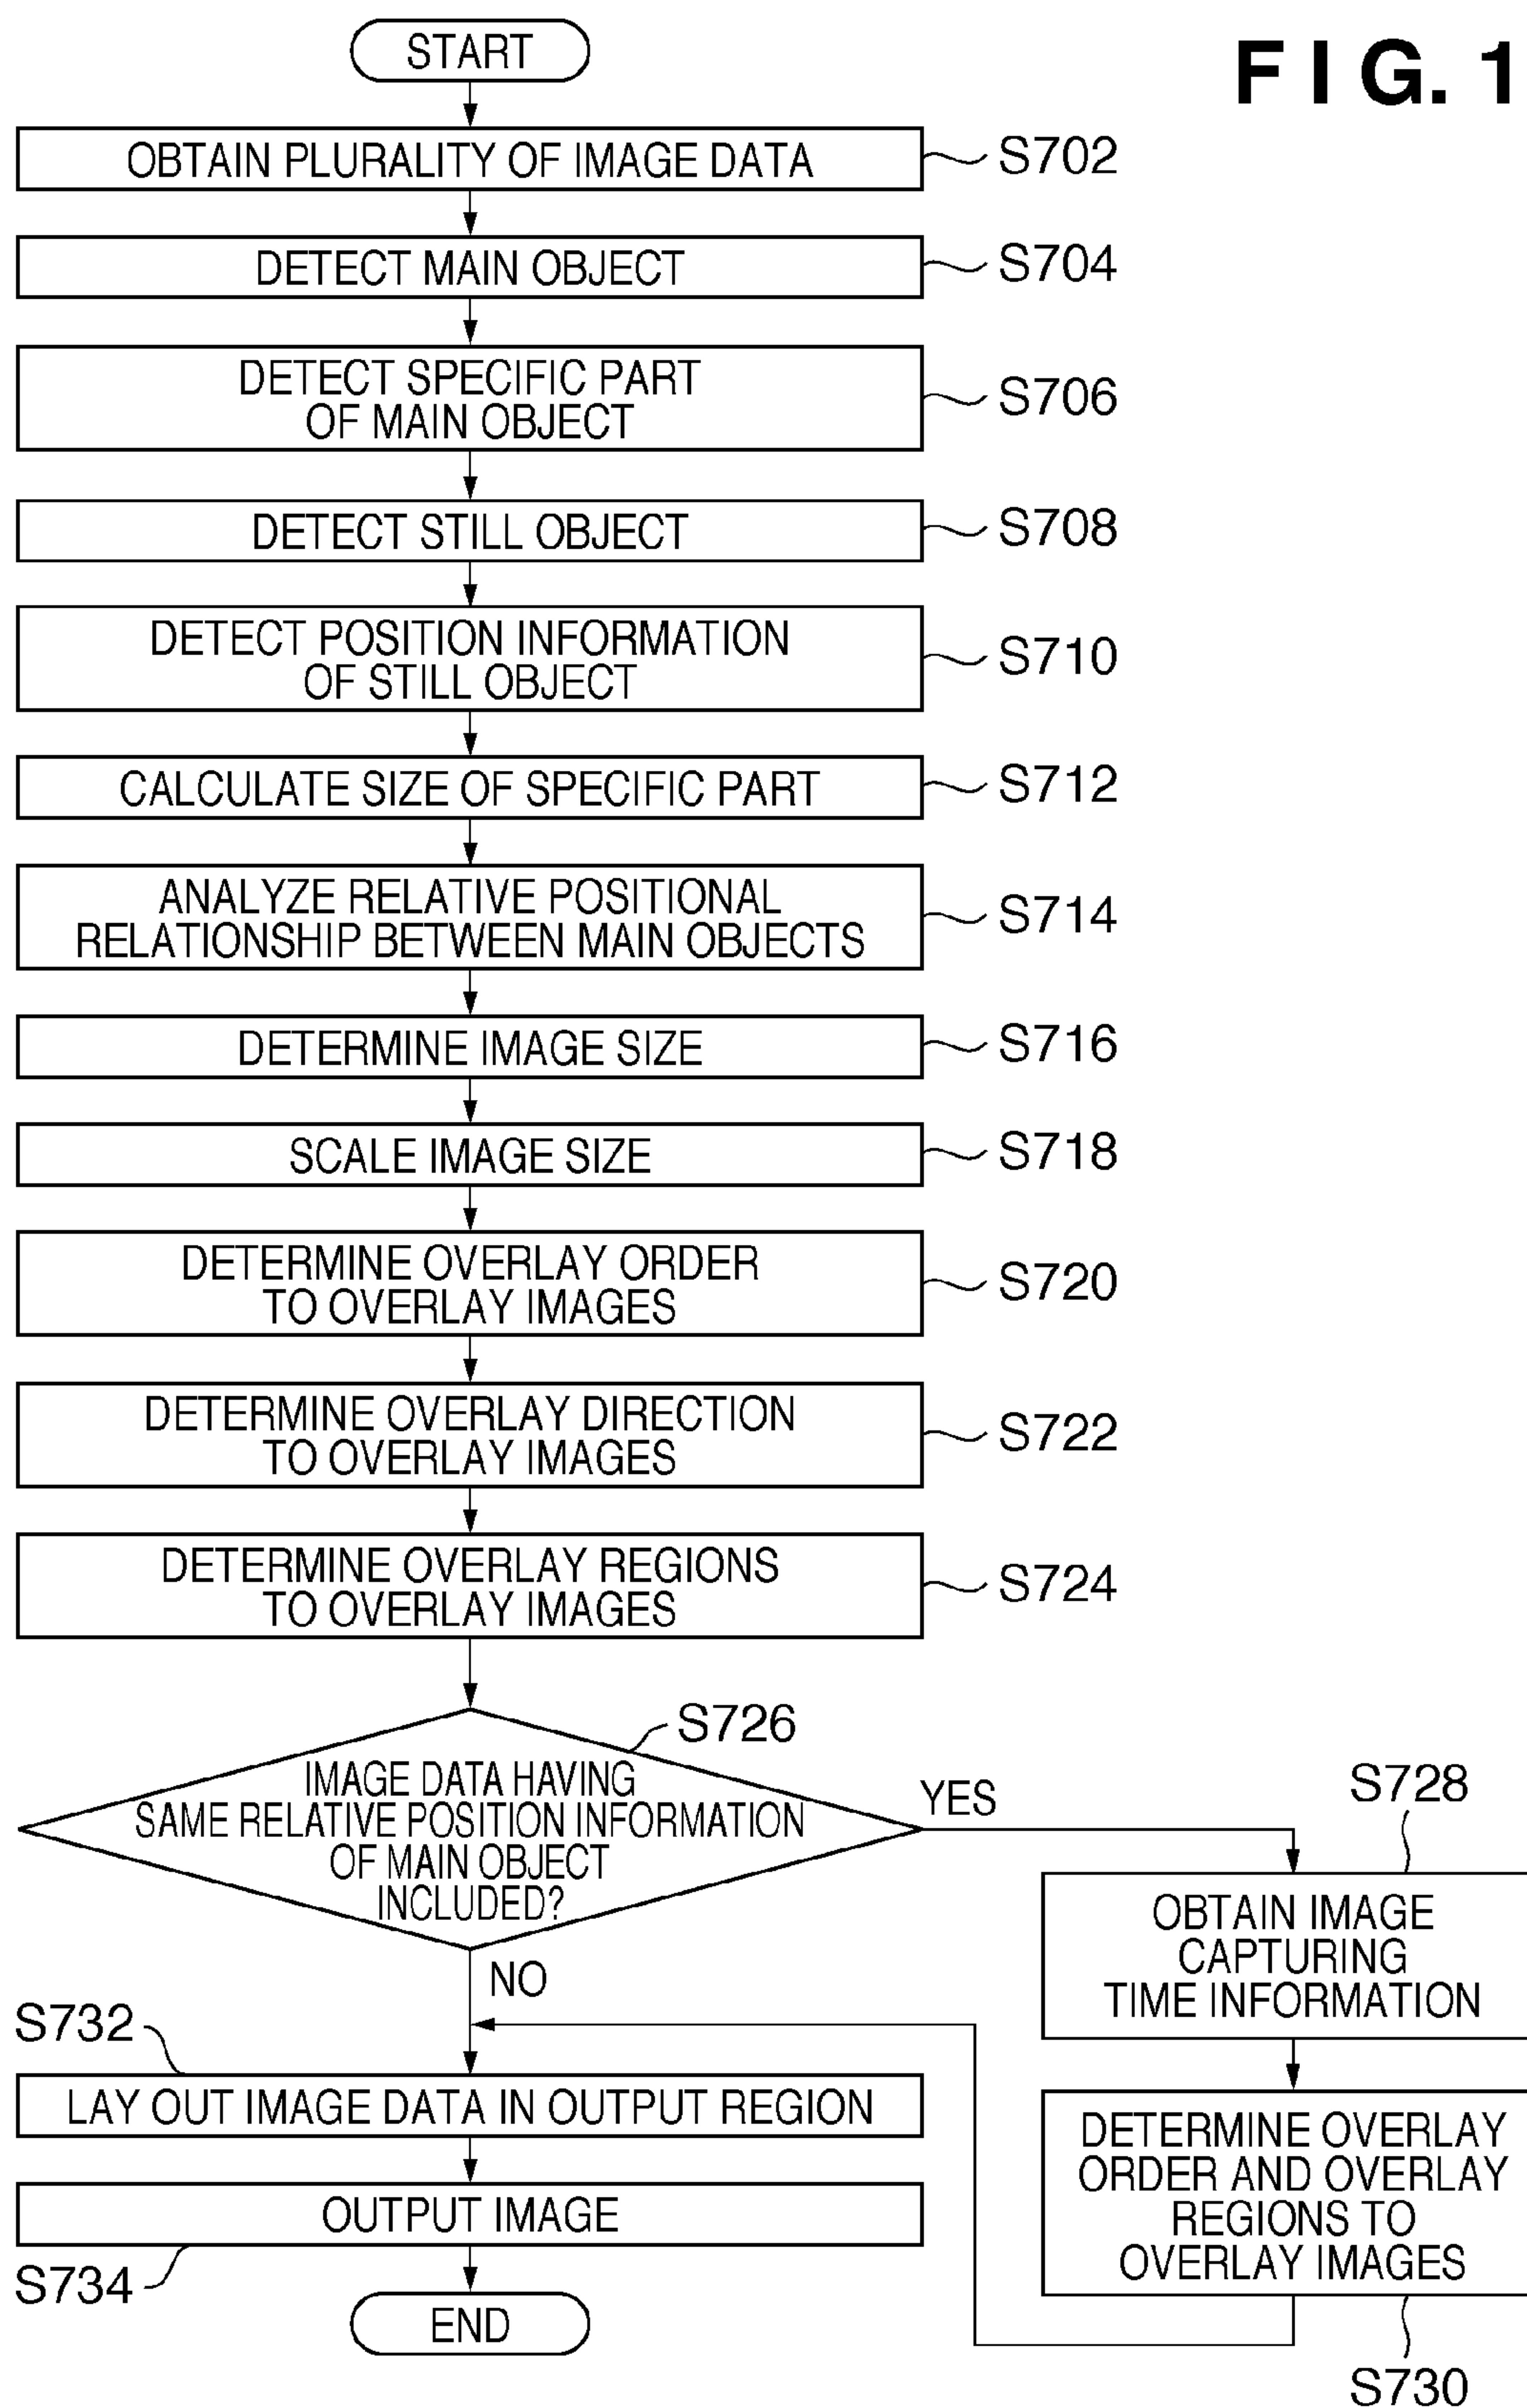 START
F I G. 1
OBTAIN PLURALITY OF IMAGE DATA
S702
DETECT MAIN OBJECT
S704
DETECT SPECIFIC PART
OF MAIN OBJECT
S706
DETECT STILL OBJECT
S708
DETECT POSITION INFORMATION
OF STILL OBJECT
S710
CALCULATE SIZE OF SPECIFIC PART
S712
ANALYZE RELATIVE POSITIONAL
RELATIONSHIP BETWEEN MAIN OBJECTS
S714
DETERMINE IMAGE SIZE
S716
SCALE IMAGE SIZE
S718
DETERMINE OVERLAY ORDER
TO OVERLAY IMAGES
S720
DETERMINE OVERLAY DIRECTION
TO OVERLAY IMAGES
S722
DETERMINE OVERLAY REGIONS
TO OVERLAY IMAGES
S724
S726
IMAGE DATA HAVING
SAME RELATIVE POSITION INFORMATION
OF MAIN OBJECT
INCLUDED?
YES
NO
S728
OBTAIN IMAGE
CAPTURING
TIME INFORMATION
DETERMINE OVERLAY
ORDER AND OVERLAY
REGIONS TO
OVERLAY IMAGES
S730
S732
LAY OUT IMAGE DATA IN OUTPUT REGION
OUTPUT IMAGE
S734
END